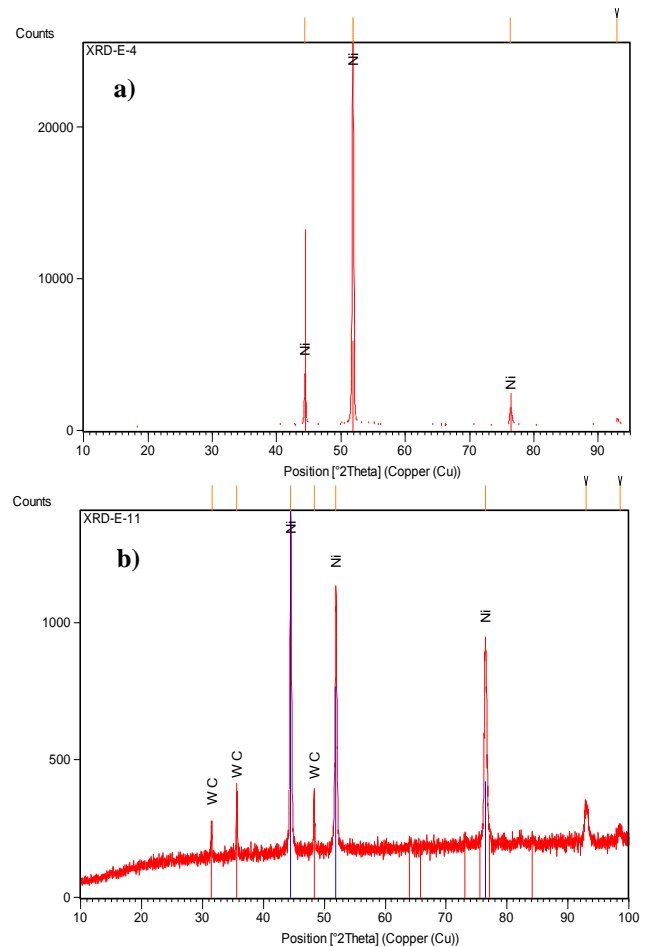 Counts
XRD-E-4
a)
Ni
Ni
Ni
20000
10000
0
10 20 30 40 50 60 70 80 90
Position [°2Theta] (Copper (Cu))
Counts
XRD-E-11
b)
Ni
Ni
Ni
W C
W C
W C
1000
500
0
10 20 30 40 50 60 70 80 90 100
Position [°2Theta] (Copper (Cu))